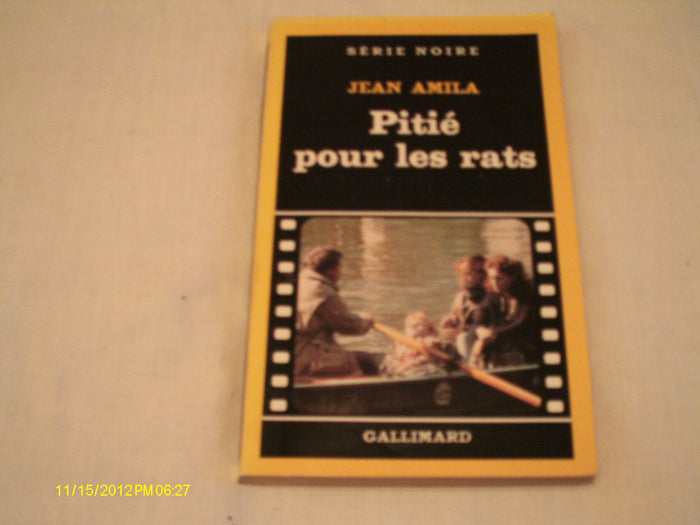 SÉRIE NOIRE
JEAN AMILA
Pitié
pour les rats
GALLIMARD
11/15/2012 PM 06:27